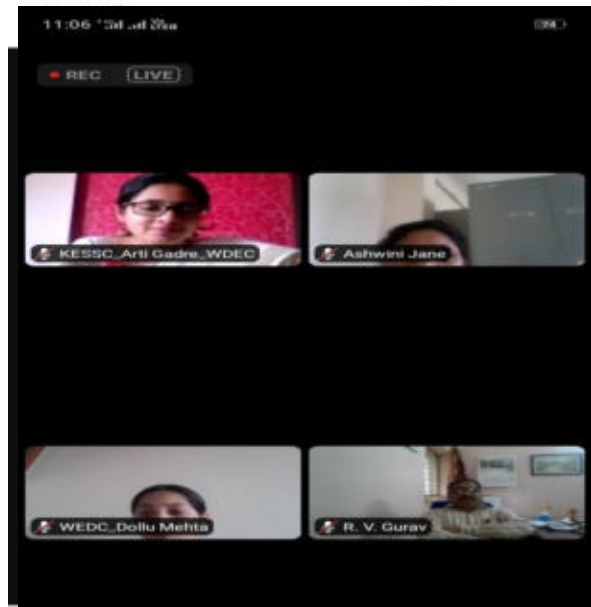 11:06
REC LIVE
KESSC_Arti Gadre_WDEC
Ashwini Jane
WEDC_Dollu Mehta
R. V. Gurav